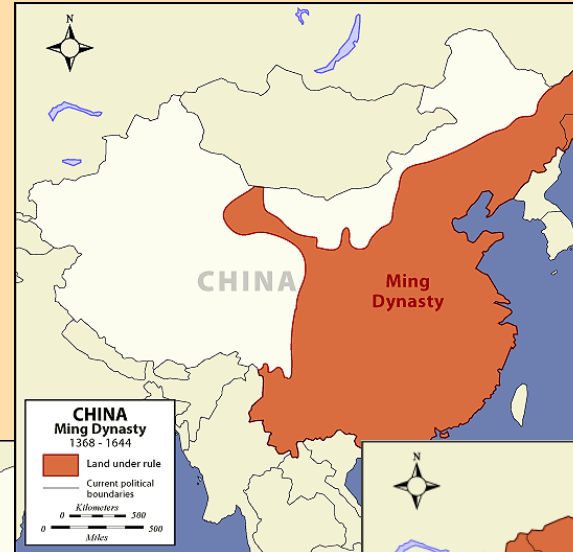 N
CHINA
Ming
Dynasty
CHINA
Ming Dynasty
1368 - 1644
Land under rule
Current political
boundaries
Kilometers
0 500
0 500
Miles
N